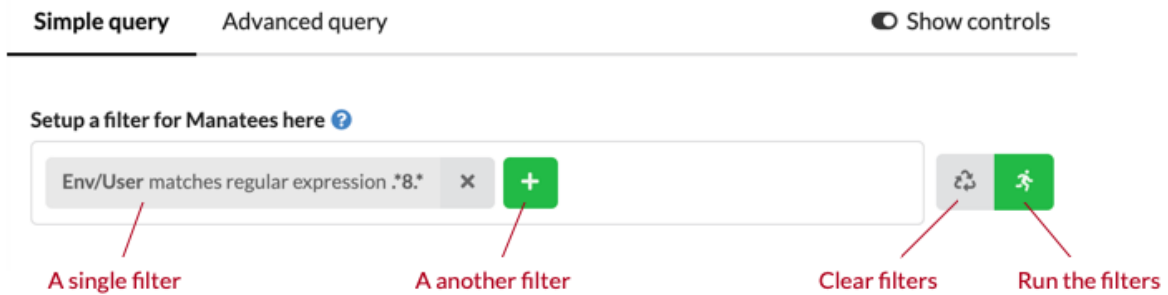 Simple query Advanced query Show controls
Setup a filter for Manatees here ?
Env/User matches regular expression .*8.* × +
A single filter A another filter Clear filters Run the filters